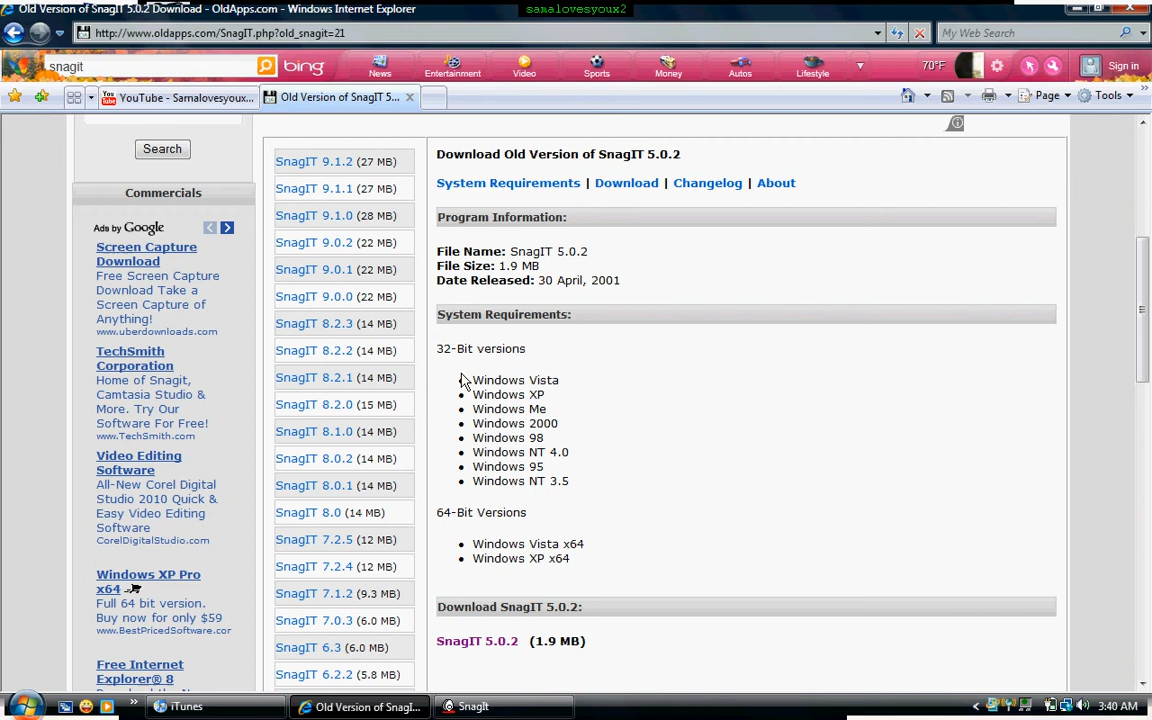 Old Version of SnagIT 5.0.2 Download - OldApps.com - Windows Internet Explorer
samalovesyoux2
http://www.oldapps.com/SnagIT.php?old_snagit=21
My Web Search
snagit
bing
News
Entertainment
Video
Sports
Money
Autos
Lifestyle
70°F
Sign in
YouTube - Samalovesyoux...
Old Version of SnagIT 5...
Page
Tools
Search
Commercials
Ads by Google
Screen Capture
Download
Free Screen Capture
Download Take a
Screen Capture of
Anything!
www.uberdownloads.com
TechSmith
Corporation
Home of Snagit,
Camtasia Studio &
More. Try Our
Software For Free!
www.TechSmith.com
Video Editing
Software
All-New Corel Digital
Studio 2010 Quick &
Easy Video Editing
Software
CorelDigitalStudio.com
Windows XP Pro
x64
Full 64 bit version.
Buy now for only $59
www.BestPricedSoftware.cor
Free Internet
Explorer® 8
SnagIT 9.1.2 (27 MB)
SnagIT 9.1.1 (27 MB)
SnagIT 9.1.0 (28 MB)
SnagIT 9.0.2 (22 MB)
SnagIT 9.0.1 (22 MB)
SnagIT 9.0.0 (22 MB)
SnagIT 8.2.3 (14 MB)
SnagIT 8.2.2 (14 MB)
SnagIT 8.2.1 (14 MB)
SnagIT 8.2.0 (15 MB)
SnagIT 8.1.0 (14 MB)
SnagIT 8.0.2 (14 MB)
SnagIT 8.0.1 (14 MB)
SnagIT 8.0 (14 MB)
SnagIT 7.2.5 (12 MB)
SnagIT 7.2.4 (12 MB)
SnagIT 7.1.2 (9.3 MB)
SnagIT 7.0.3 (6.0 MB)
SnagIT 6.3 (6.0 MB)
SnagIT 6.2.2 (5.8 MB)
Download Old Version of SnagIT 5.0.2
System Requirements | Download | Changelog | About
Program Information:
File Name: SnagIT 5.0.2
File Size: 1.9 MB
Date Released: 30 April, 2001
System Requirements:
32-Bit versions
Windows Vista
Windows XP
Windows Me
Windows 2000
Windows 98
Windows NT 4.0
Windows 95
Windows NT 3.5
64-Bit Versions
Windows Vista x64
Windows XP x64
Download SnagIT 5.0.2:
SnagIT 5.0.2 (1.9 MB)
iTunes
Old Version of SnagI...
SnagIt
3:40 AM